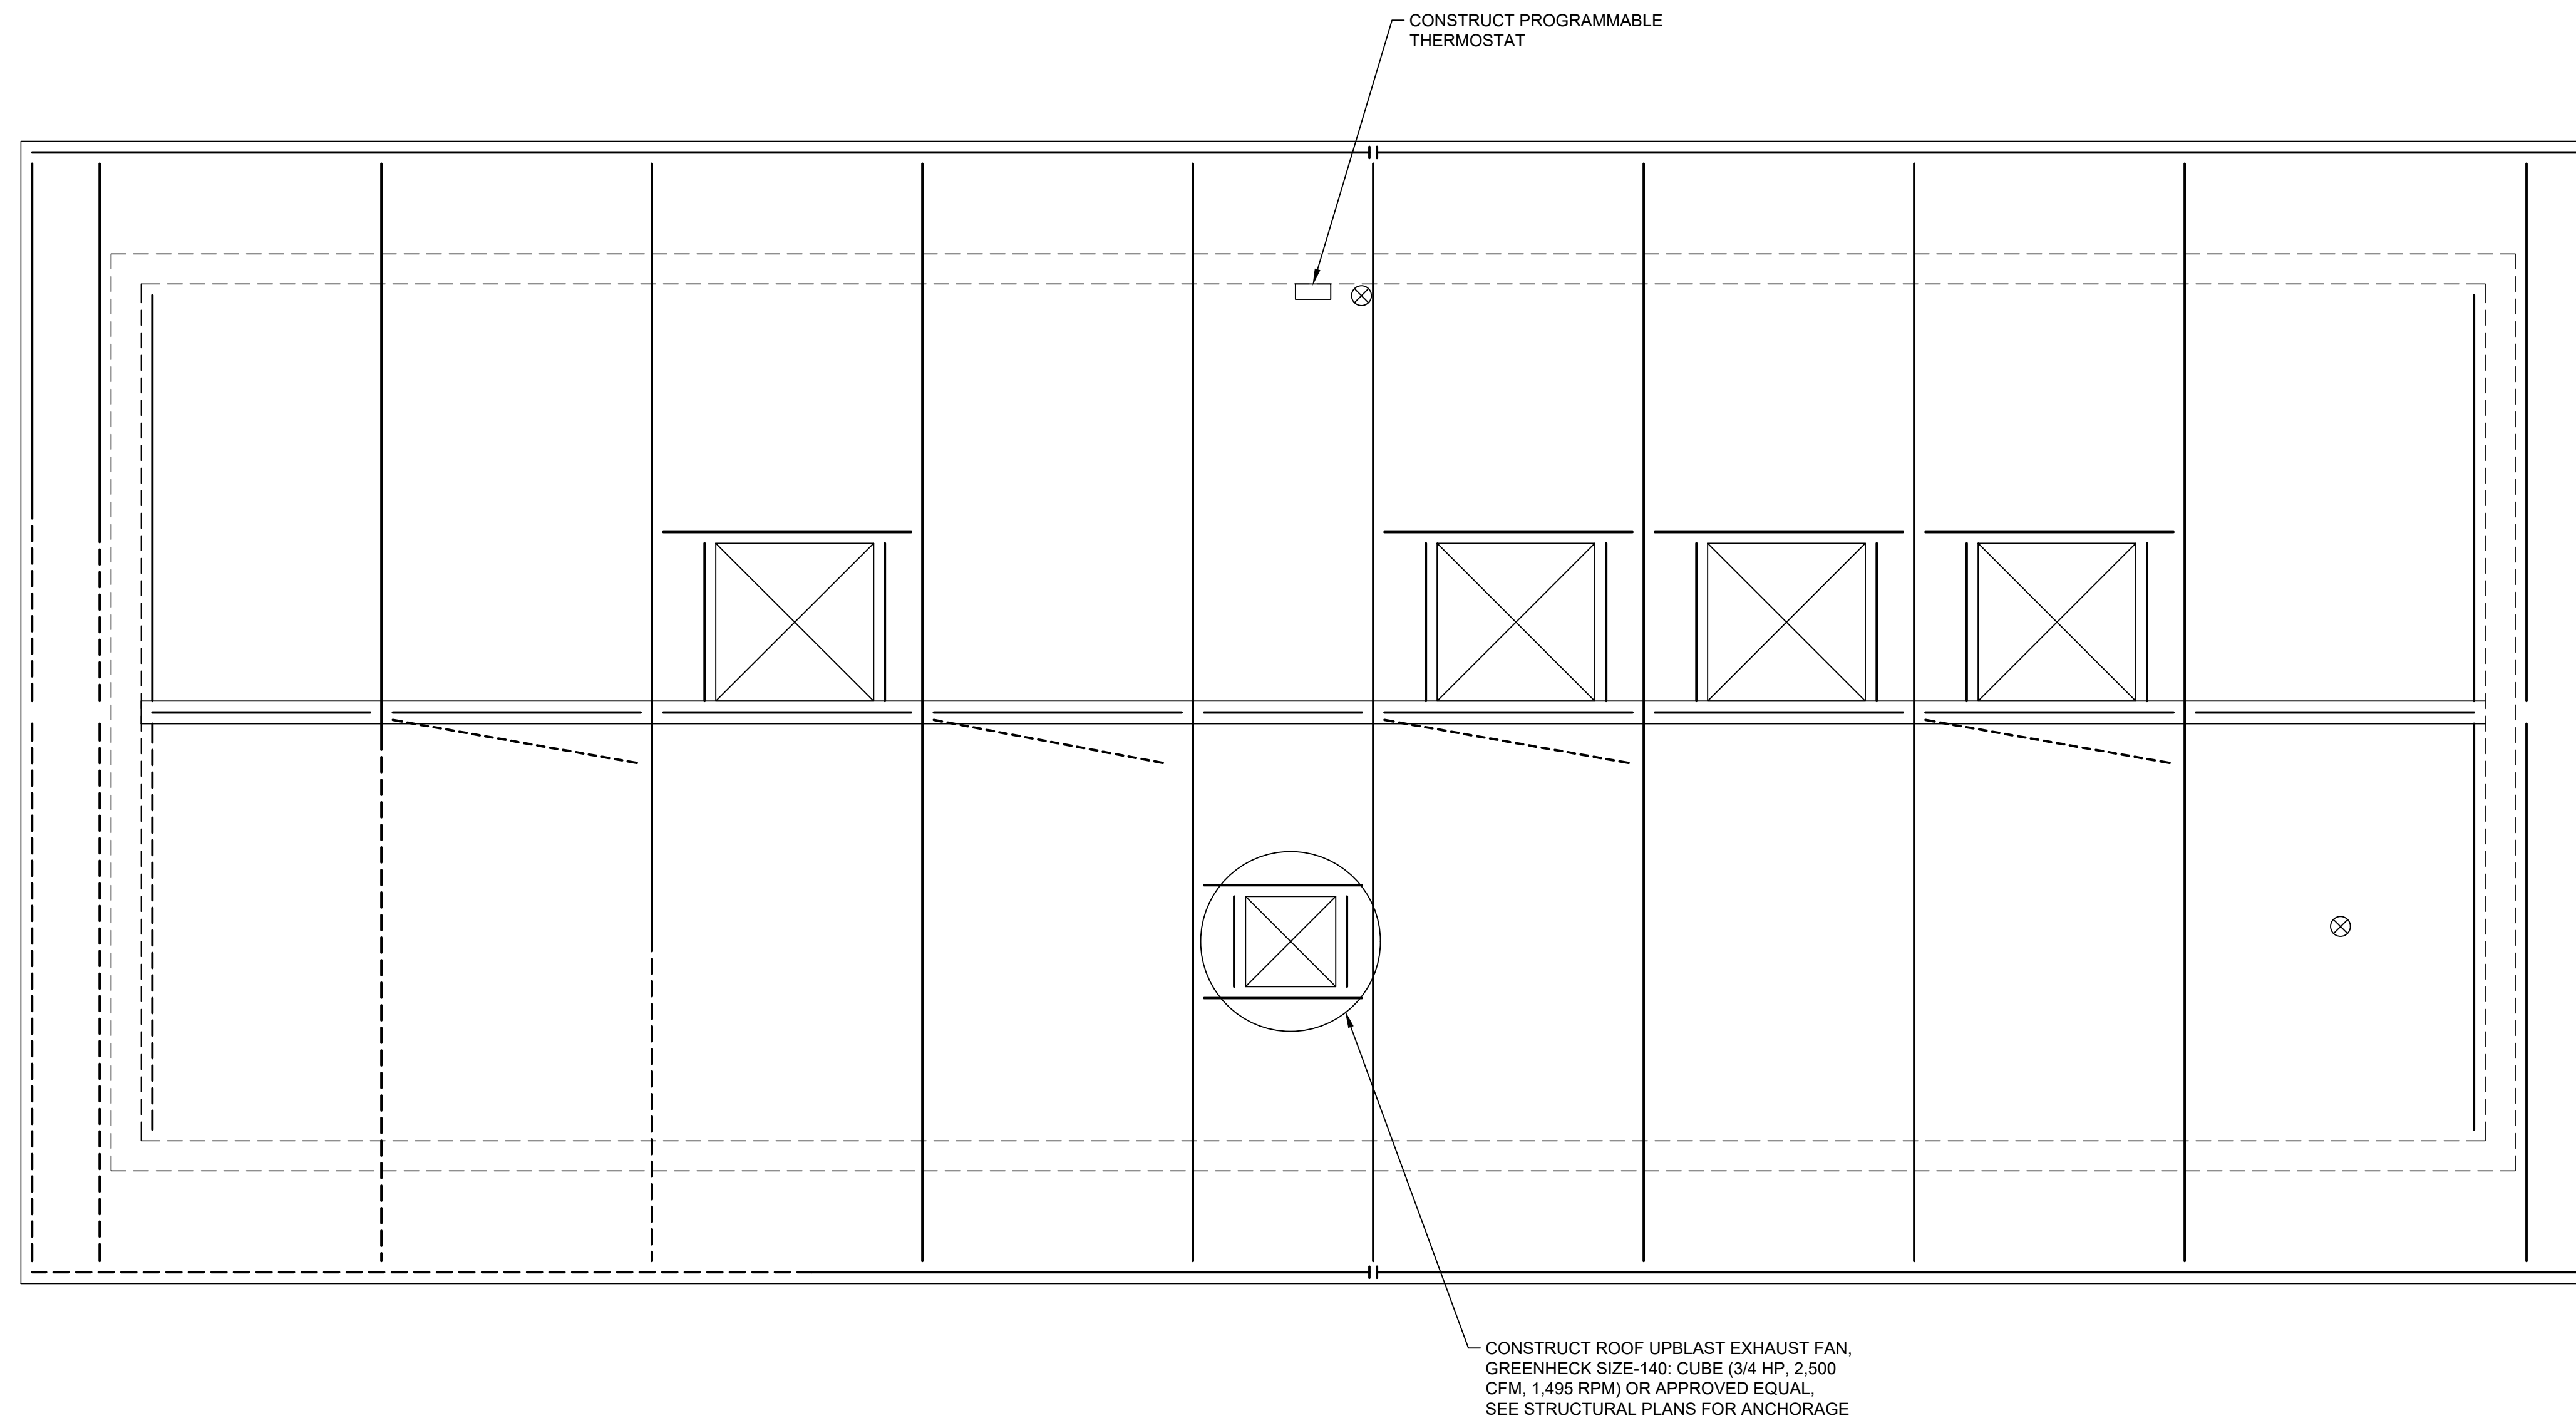 CONSTRUCT PROGRAMMABLE
THERMOSTAT
CONSTRUCT ROOF UPBLAST EXHAUST FAN,
GREENHECK SIZE-140: CUBE (3/4 HP, 2,500
CFM, 1,495 RPM) OR APPROVED EQUAL,
SEE STRUCTURAL PLANS FOR ANCHORAGE